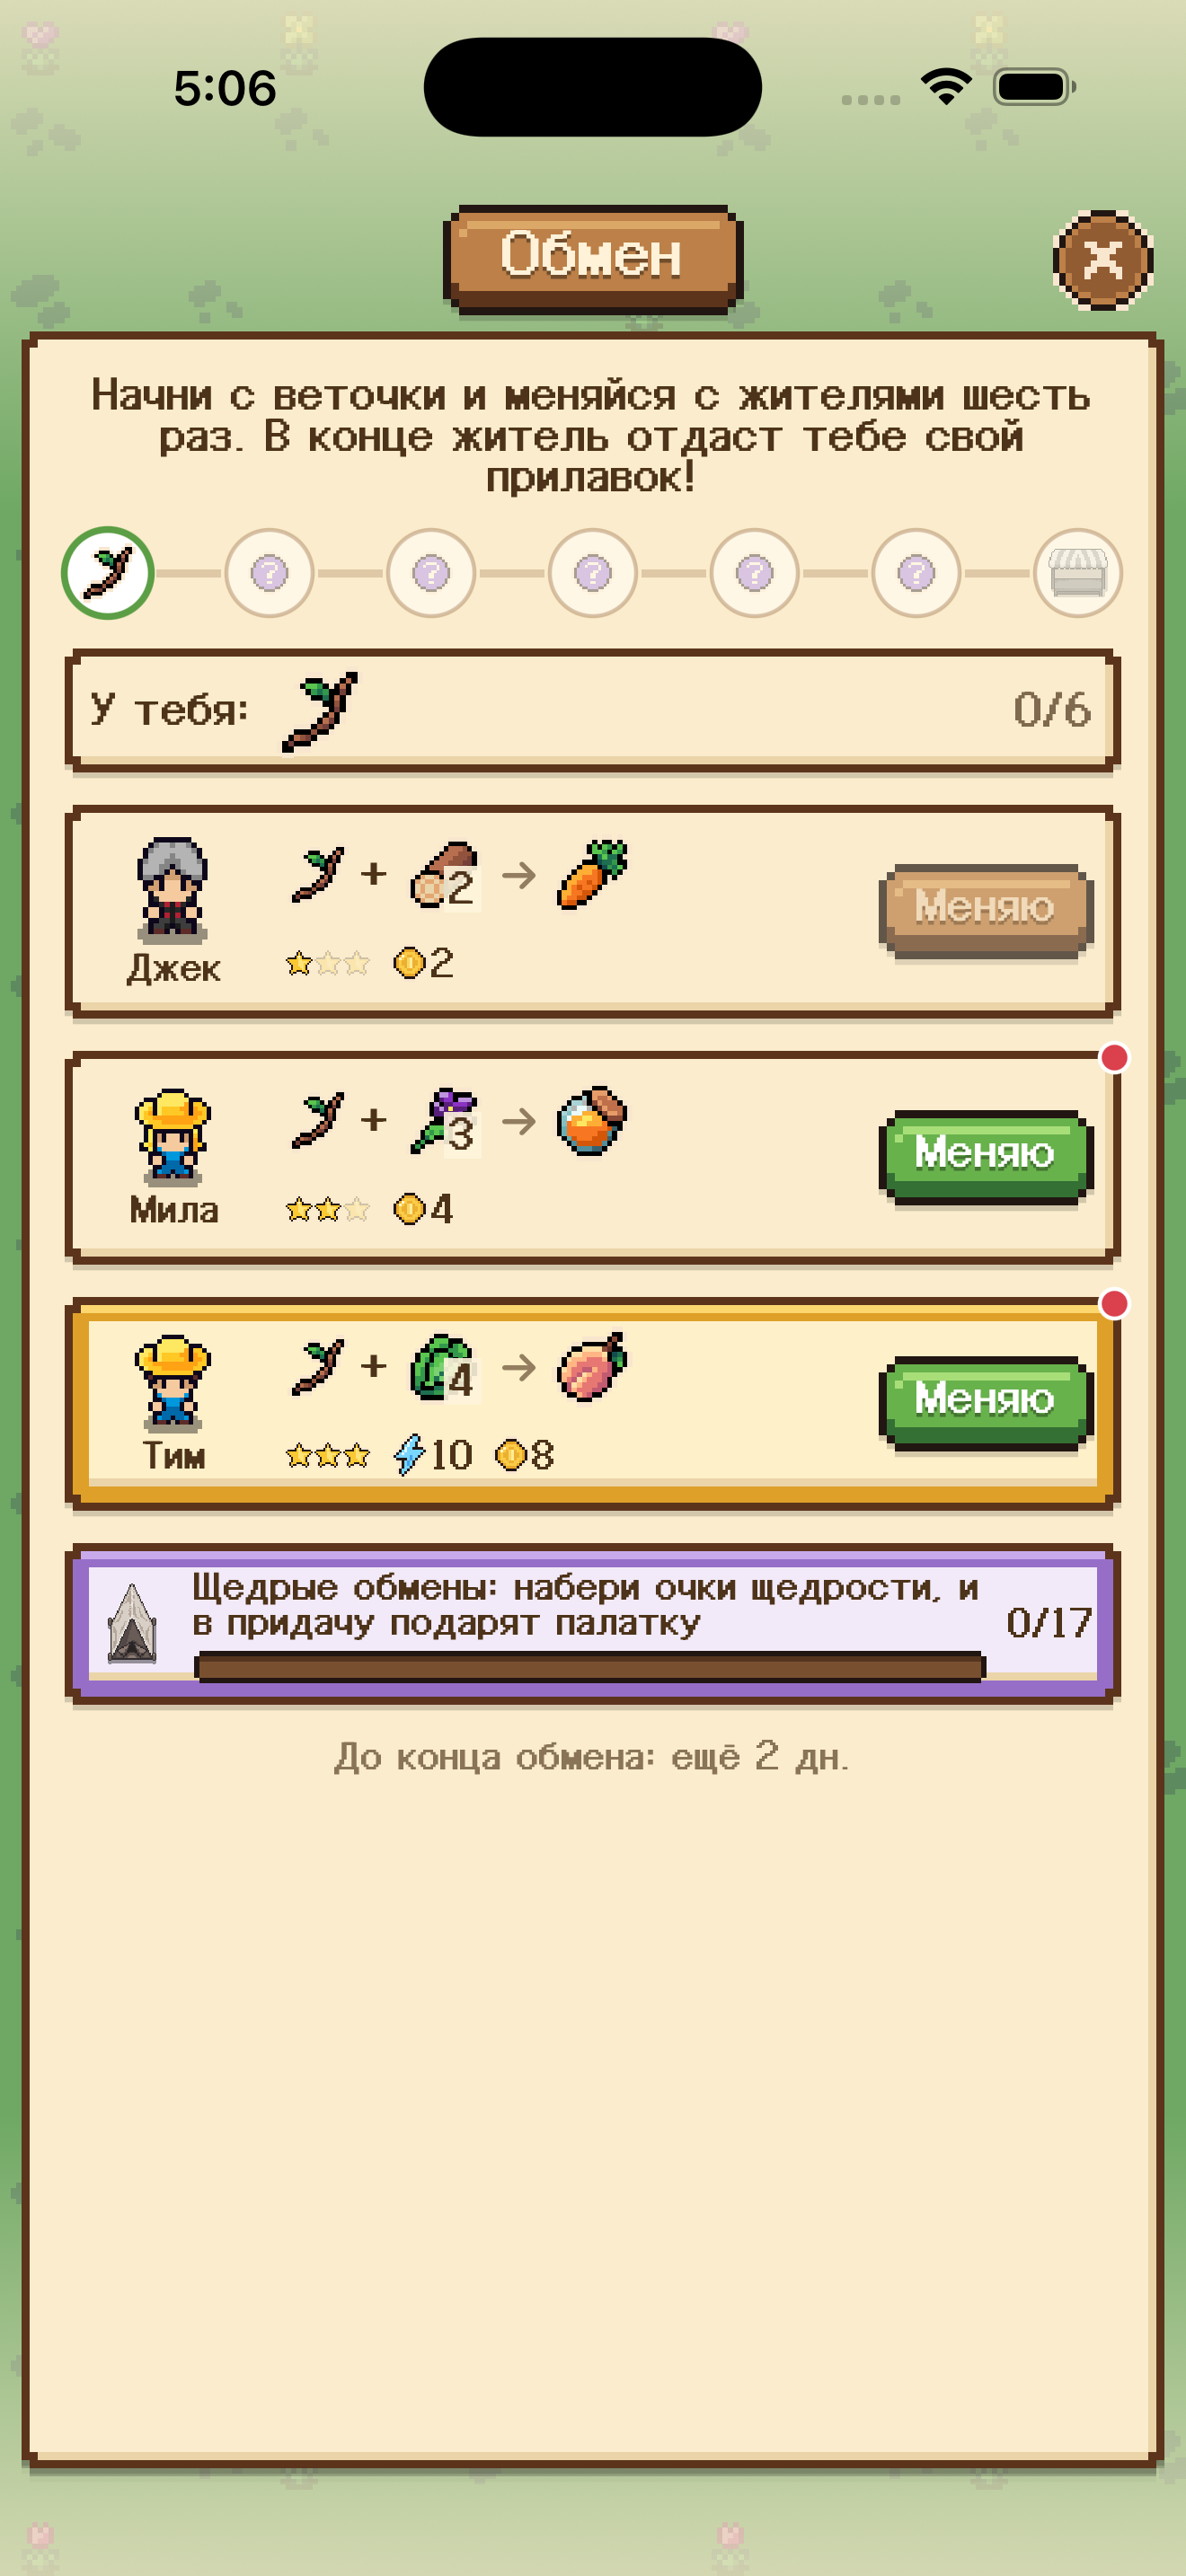 5:06
Обмен
Начни с веточки и меняйся с жителями шесть
раз. В конце житель отдаст тебе свой
прилавок!
? ? ? ? ?
У тебя: 0/6
+ 2 →
Меняю
Джек
2
+ 3 →
Меняю
Мила
4
+ 4 →
Меняю
Тим
10 8
Щедрые обмены: набери очки щедрости, и
в придачу подарят палатку
0/17
До конца обмена: ещё 2 дн.